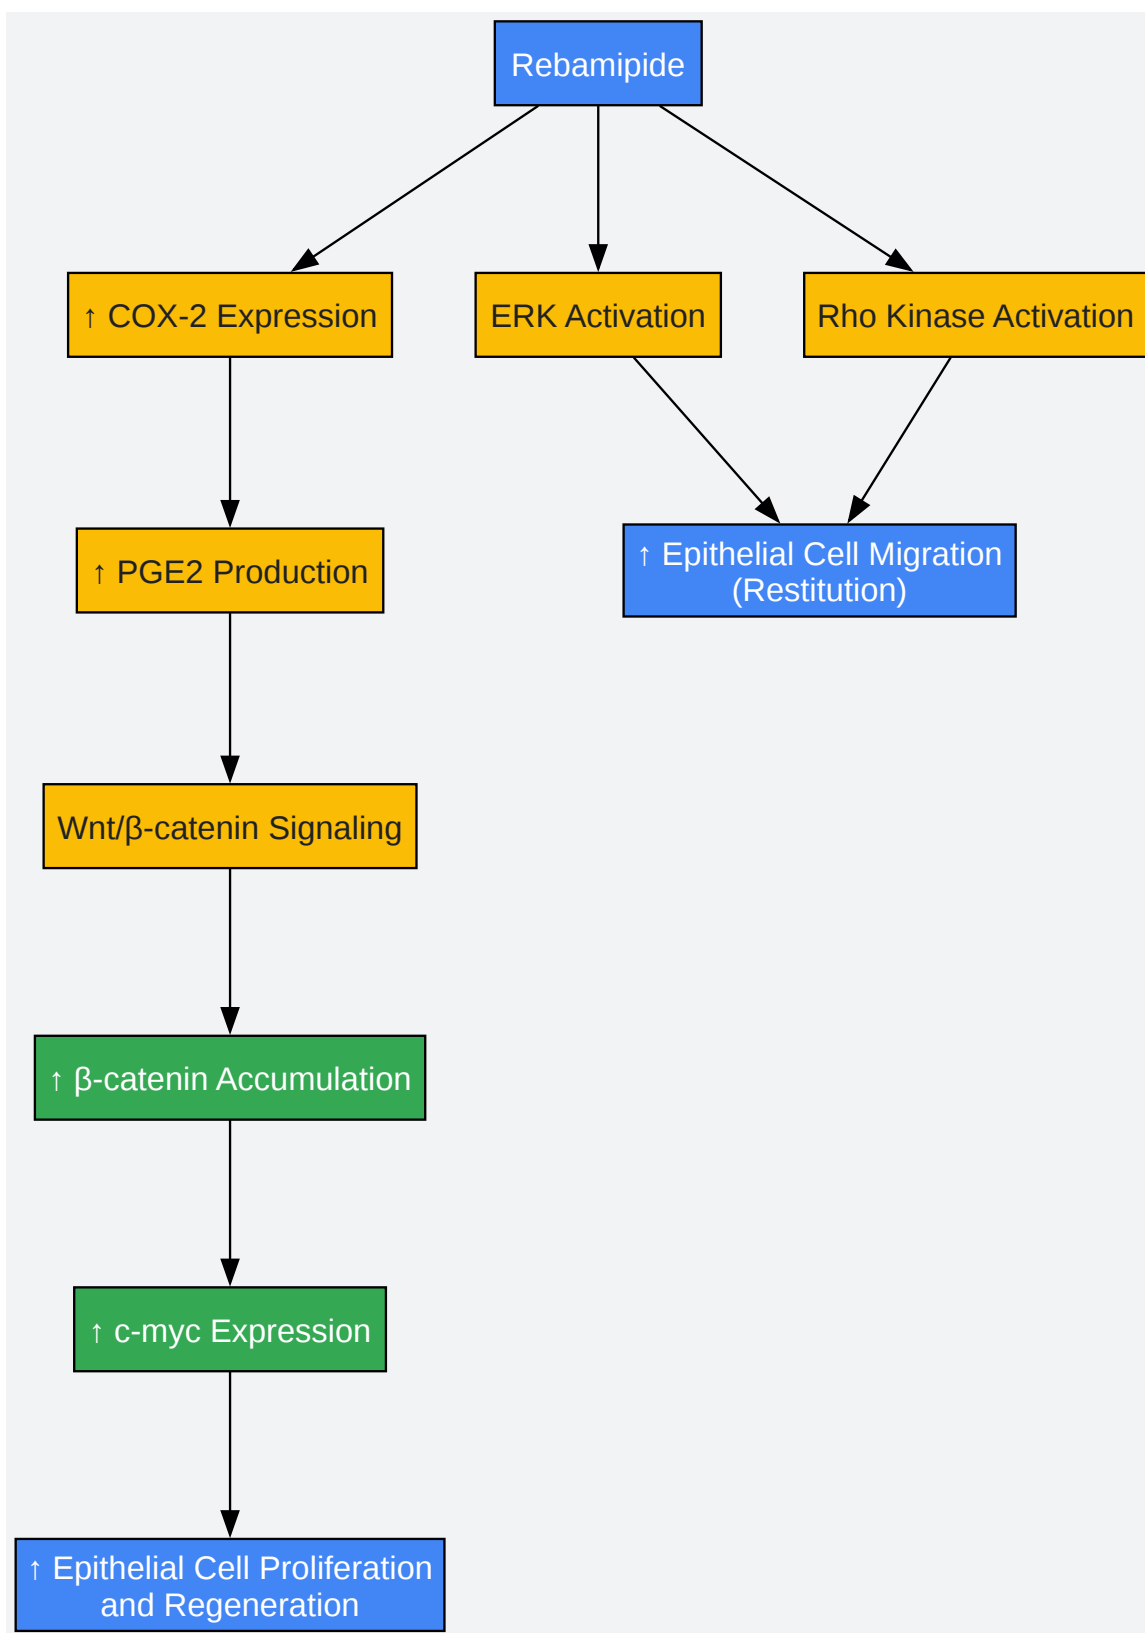 Rebamipide
↑ COX-2 Expression
ERK Activation
Rho Kinase Activation
↑ PGE2 Production
↑ Epithelial Cell Migration
(Restitution)
Wnt/β-catenin Signaling
↑ β-catenin Accumulation
↑ c-myc Expression
↑ Epithelial Cell Proliferation
and Regeneration